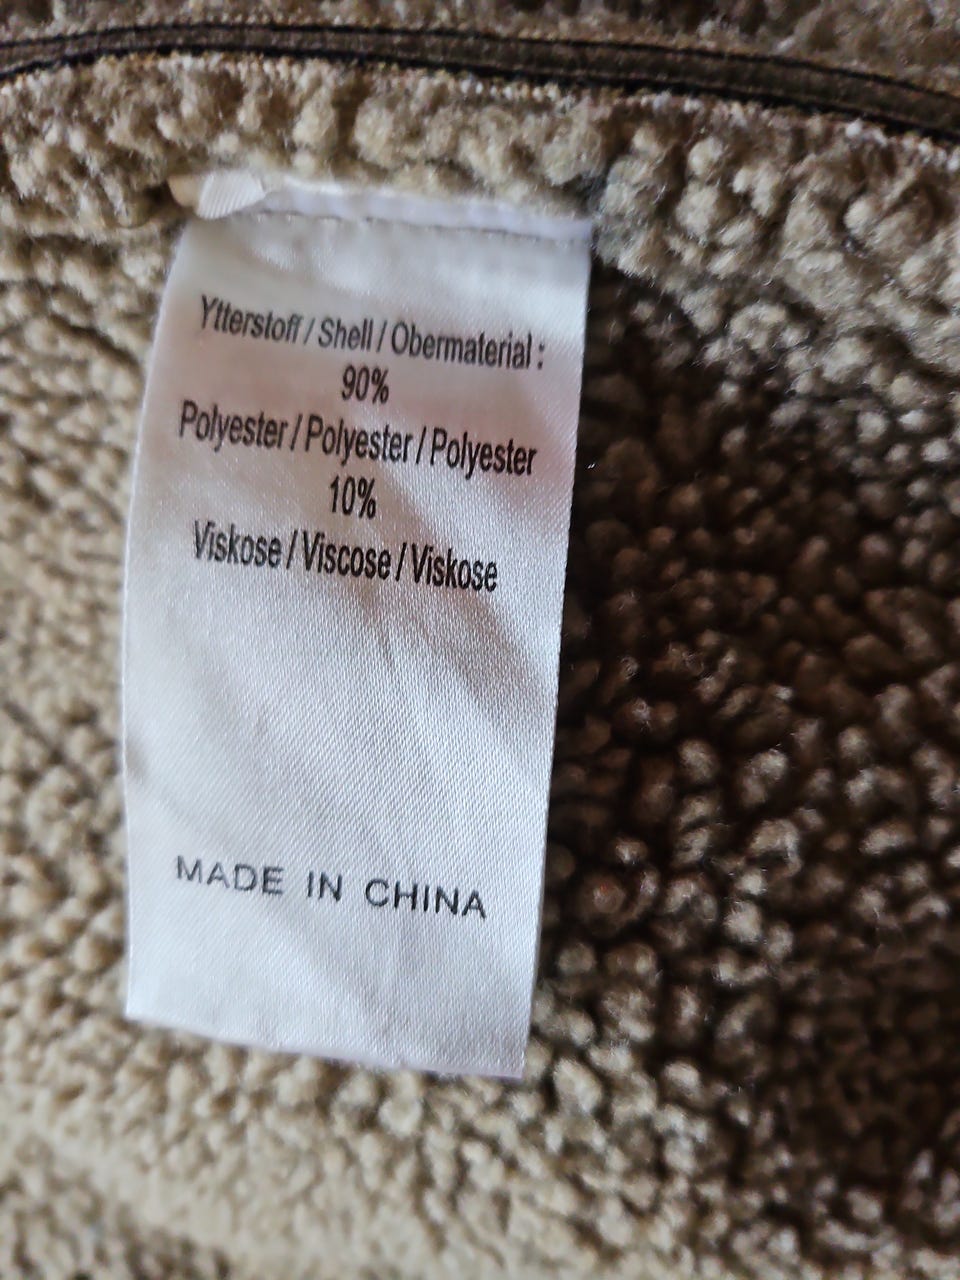 Ytterstoff / Shell / Obermaterial :
90%
Polyester / Polyester / Polyester
10%
Viskose / Viscose / Viskose
MADE IN CHINA